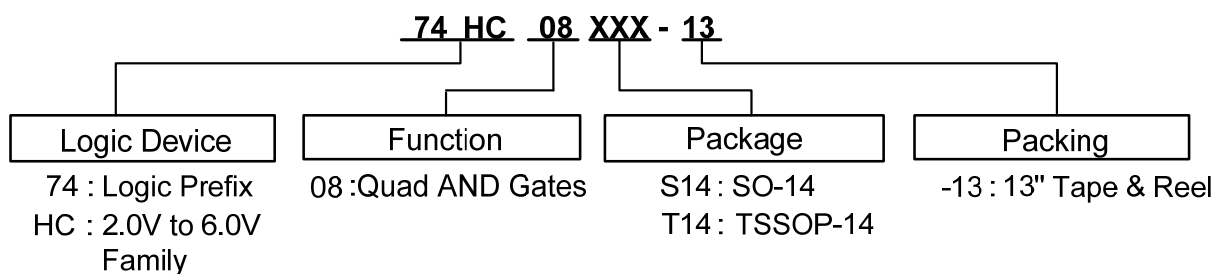 74 HC 08 XXX - 13
Logic Device
74 : Logic Prefix
HC : 2.0V to 6.0V
Family
Function
08 :Quad AND Gates
Package
S14 : SO-14
T14 : TSSOP-14
Packing
-13 : 13" Tape & Reel